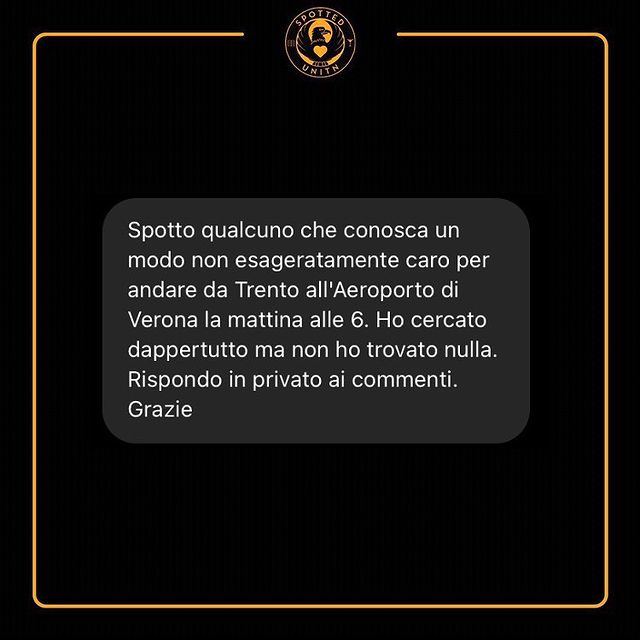 SPOTTED
UNITN
Spotto qualcuno che conosca un
modo non esageratamente caro per
andare da Trento all'Aeroporto di
Verona la mattina alle 6. Ho cercato
dappertutto ma non ho trovato nulla.
Rispondo in privato ai commenti.
Grazie